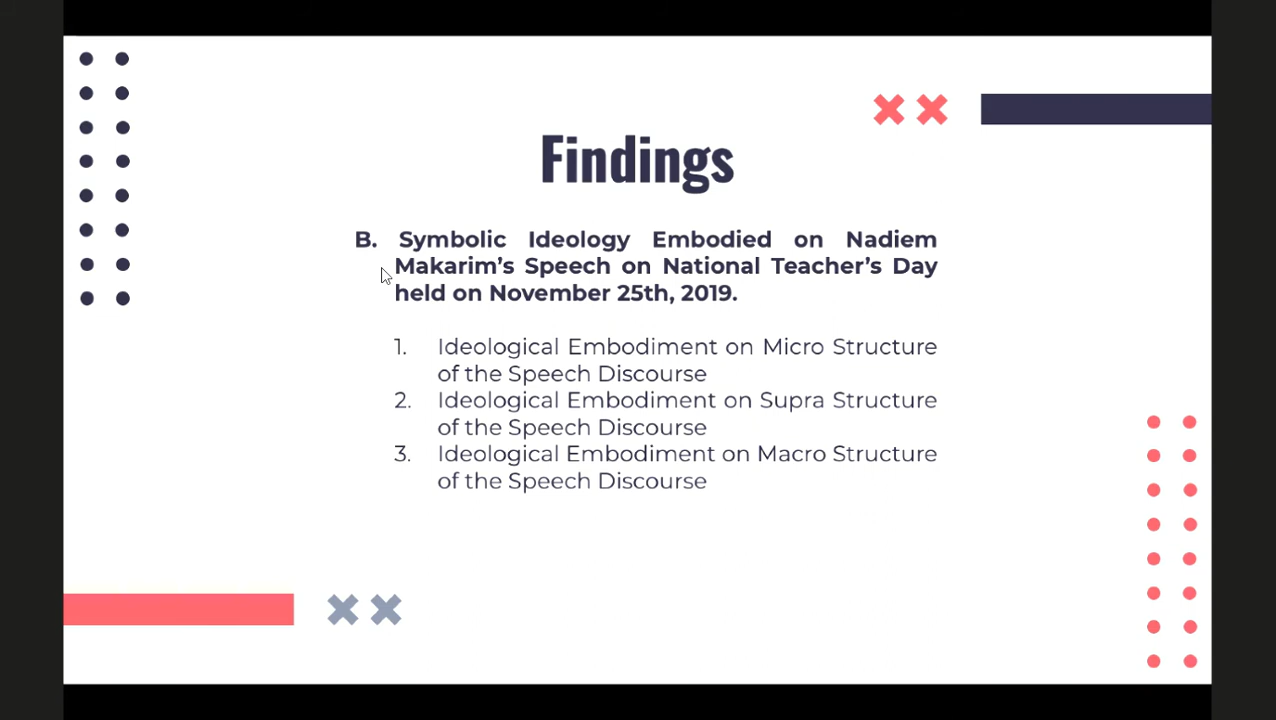 Findings
B. Symbolic Ideology Embodied on Nadiem
Makarim's Speech on National Teacher's Day
held on November 25th, 2019.
1. Ideological Embodiment on Micro Structure
of the Speech Discourse
2. Ideological Embodiment on Supra Structure
of the Speech Discourse
3. Ideological Embodiment on Macro Structure
of the Speech Discourse